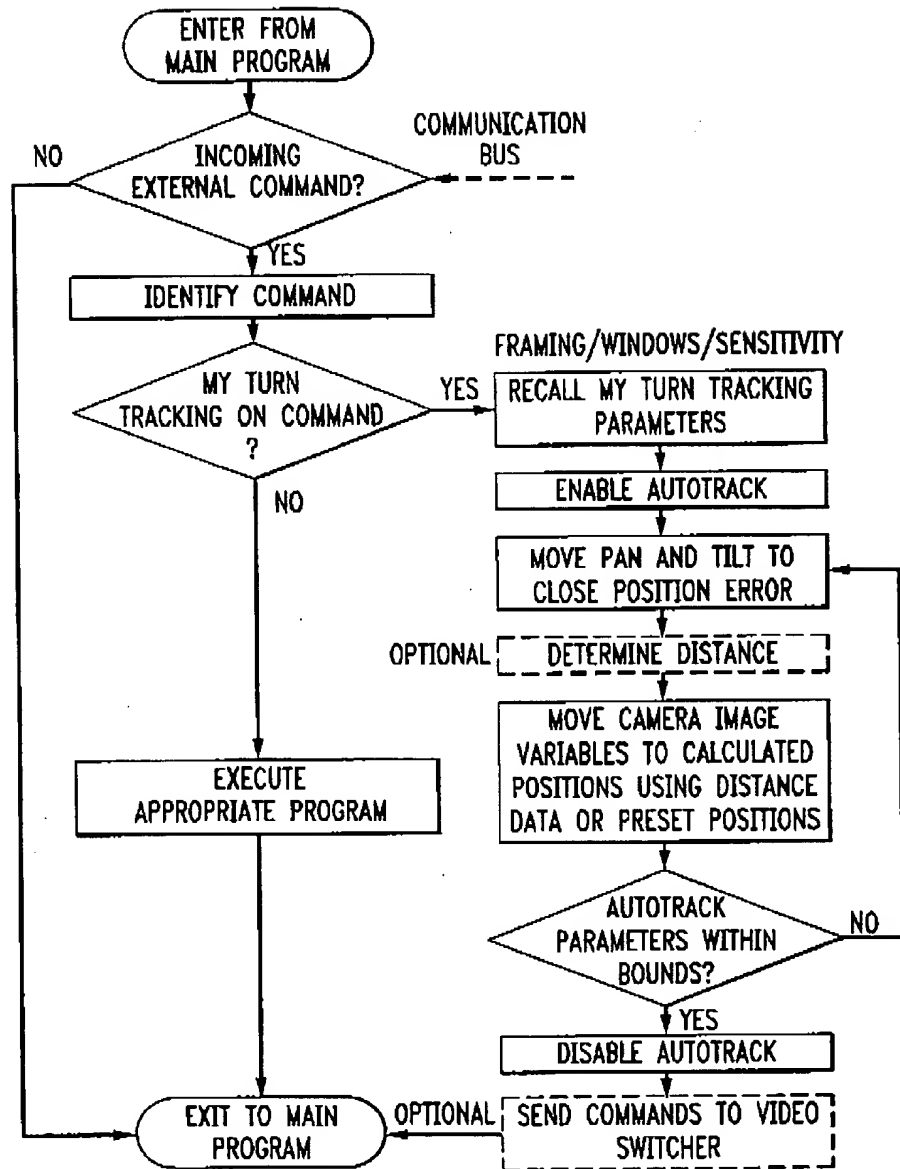 ENTER FROM
MAIN PROGRAM
COMMUNICATION
BUS
NO
INCOMING
EXTERNAL COMMAND?
YES
IDENTIFY COMMAND
MY TURN
TRACKING ON COMMAND
?
YES
NO
FRAMING/WINDOWS/SENSITIVITY
RECALL MY TURN TRACKING
PARAMETERS
ENABLE AUTOTRACK
MOVE PAN AND TILT TO
CLOSE POSITION ERROR
OPTIONAL
DETERMINE DISTANCE
MOVE CAMERA IMAGE
VARIABLES TO CALCULATED
POSITIONS USING DISTANCE
DATA OR PRESET POSITIONS
EXECUTE
APPROPRIATE PROGRAM
AUTOTRACK
PARAMETERS WITHIN
BOUNDS?
NO
YES
DISABLE AUTOTRACK
OPTIONAL
SEND COMMANDS TO VIDEO
SWITCHER
EXIT TO MAIN
PROGRAM